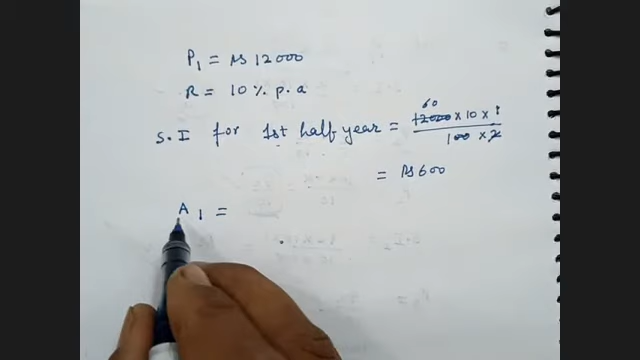 P1 = Rs 12000
R = 10 % p.a
S.I for 1st half year = 12000 × 10 × 1 / 100 × 2
60
= Rs 600
A1 =